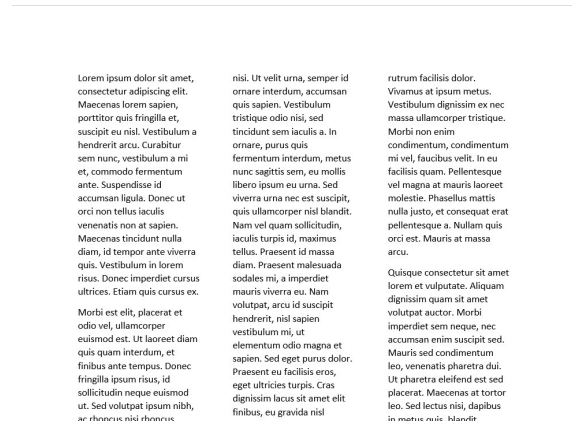 Lorem ipsum dolor sit amet,
consectetur adipiscing elit.
Maecenas lorem sapien,
porttitor quis fringilla et,
suscipit eu nisl. Vestibulum a
hendrerit arcu. Curabitur
sem nunc, vestibulum a mi
et, commodo fermentum
ante. Suspendisse id
accumsan ligula. Donec ut
orci non tellus iaculis
venenatis non at sapien.
Maecenas tincidunt nulla
diam, id tempor ante viverra
quis. Vestibulum in lorem
risus. Donec imperdiet cursus
ultrices. Etiam quis cursus ex.
Morbi est elit, placerat et
odio vel, ullamcorper
euismod est. Ut laoreet diam
quis quam interdum, et
finibus ante tempus. Donec
fringilla ipsum risus, id
sollicitudin neque euismod
ut. Sed volutpat ipsum nibh,
ac rhoncus nisi rhoncus
nisi. Ut velit urna, semper id
ornare interdum, accumsan
quis sapien. Vestibulum
tristique odio nisi, sed
tincidunt sem iaculis a. In
ornare, purus quis
fermentum interdum, metus
nunc sagittis sem, eu mollis
libero ipsum eu urna. Sed
viverra urna nec est suscipit,
quis ullamcorper nisl blandit.
Nam vel quam sollicitudin,
iaculis turpis id, maximus
tellus. Praesent id massa
diam. Praesent malesuada
sodales mi, a imperdiet
mauris viverra eu. Nam
volutpat, arcu id suscipit
hendrerit, nisl sapien
vestibulum mi, ut
elementum odio magna et
sapien. Sed eget purus dolor.
Praesent eu facilisis eros,
eget ultricies turpis. Cras
dignissim lacus sit amet elit
finibus, eu gravida nisl
rutrum facilisis dolor.
Vivamus at ipsum metus.
Vestibulum dignissim ex nec
massa ullamcorper tristique.
Morbi non enim
condimentum, condimentum
mi vel, faucibus velit. In eu
facilisis quam. Pellentesque
vel magna at mauris laoreet
molestie. Phasellus mattis
nulla justo, et consequat erat
pellentesque a. Nullam quis
orci est. Mauris at massa
arcu.
Quisque consectetur sit amet
lorem et vulputate. Aliquam
dignissim quam sit amet
volutpat auctor. Morbi
imperdiet sem neque, nec
accumsan enim suscipit sed.
Mauris sed condimentum
leo, venenatis pharetra dui.
Ut pharetra eleifend est sed
placerat. Maecenas at tortor
leo. Sed lectus nisi, dapibus
in metus quis, blandit